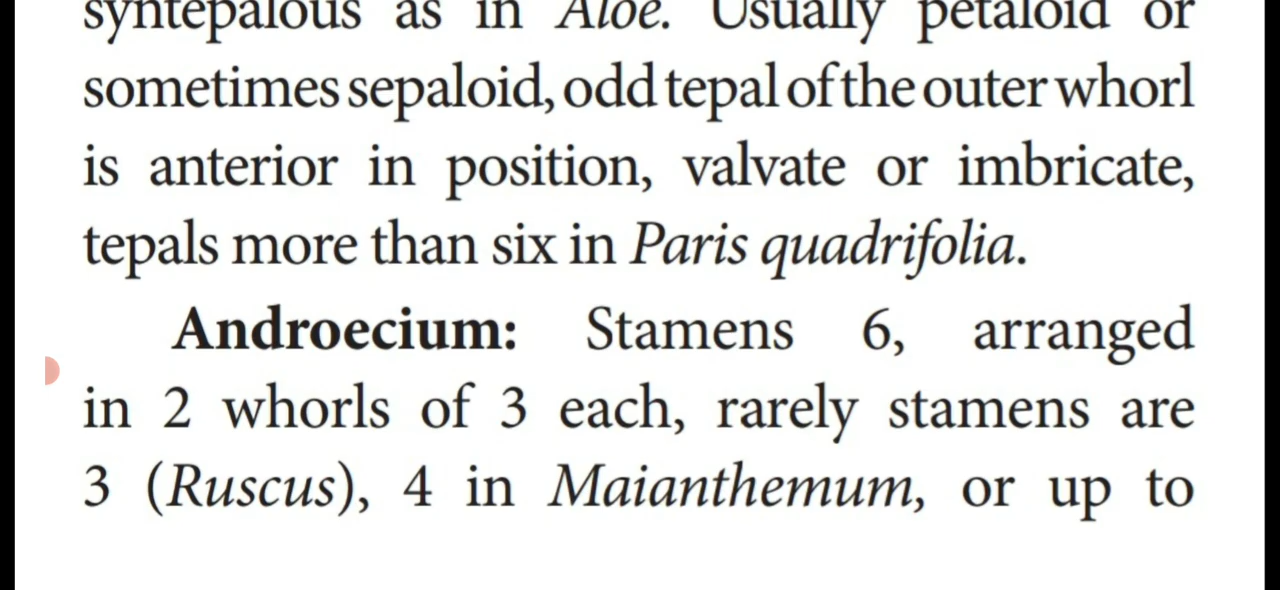 syntepalous as in Aloe. Usually petaloid or
sometimes sepaloid, odd tepal of the outer whorl
is anterior in position, valvate or imbricate,
tepals more than six in Paris quadrifolia.
Androecium: Stamens 6, arranged
in 2 whorls of 3 each, rarely stamens are
3 (Ruscus), 4 in Maianthemum, or up to